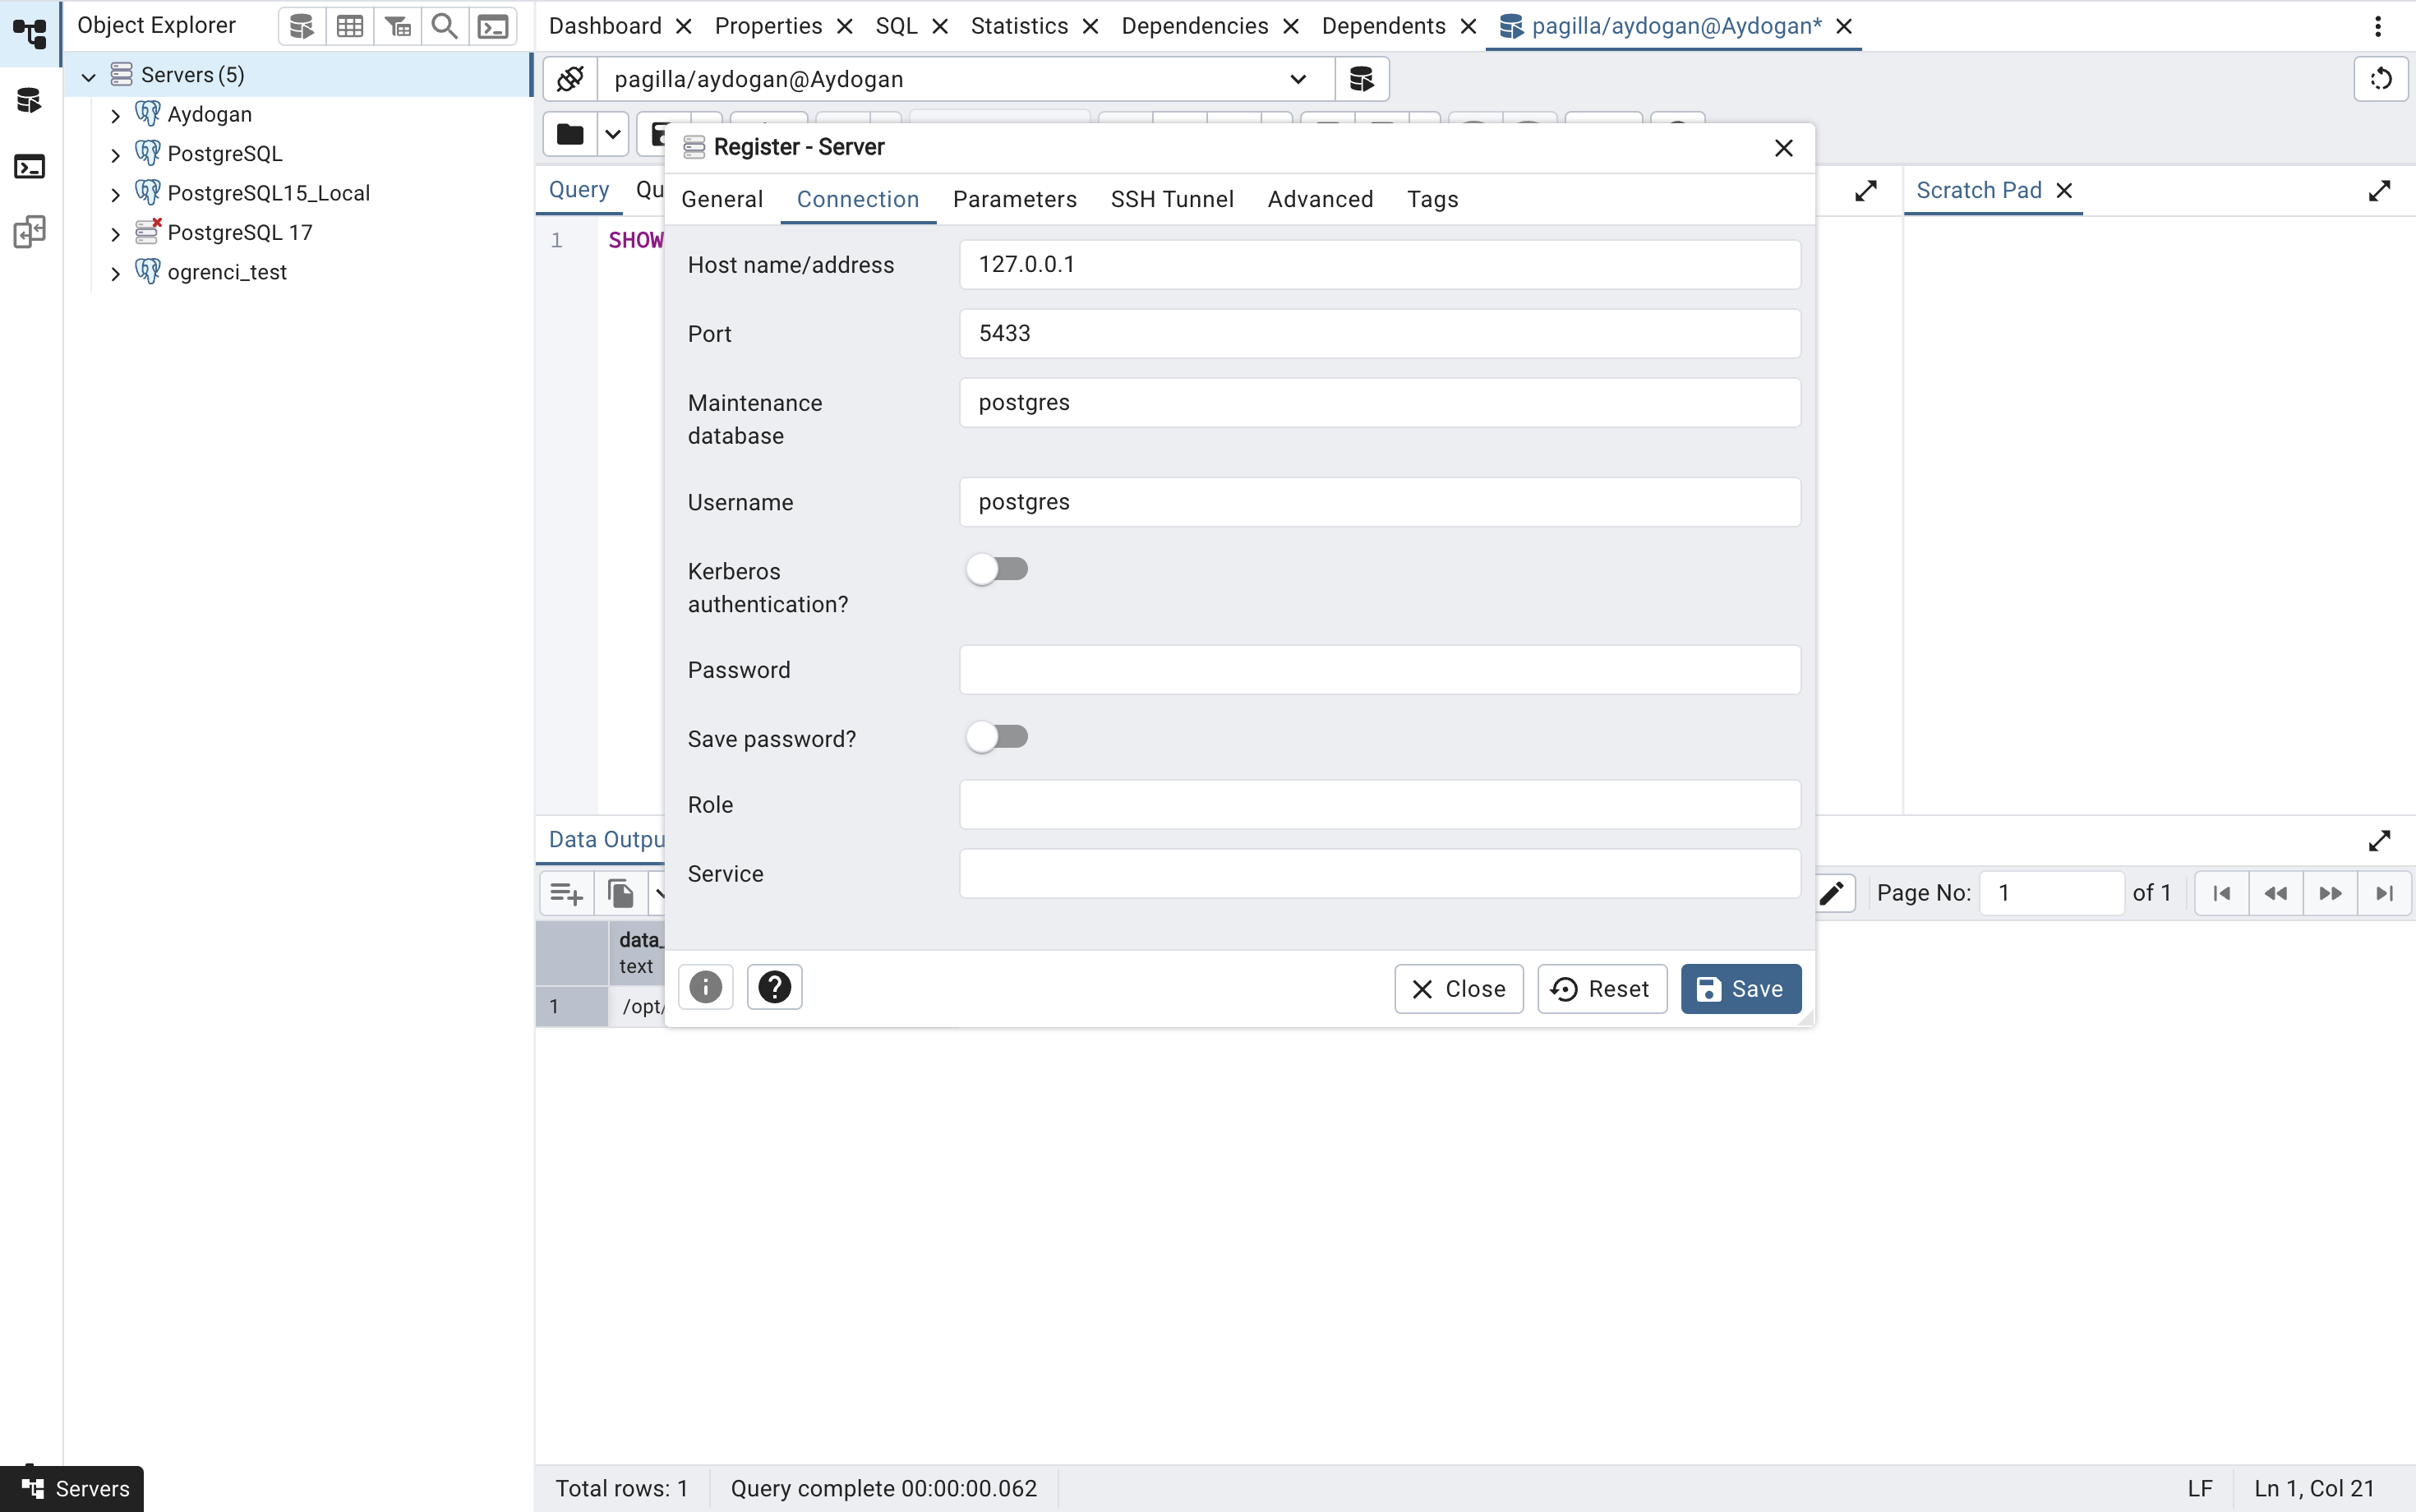 Object Explorer
Dashboard
Properties
SQL
Statistics
Dependencies
Dependents
pagilla/aydogan@Aydogan*
Servers (5)
Aydogan
PostgreSQL
PostgreSQL15_Local
PostgreSQL 17
ogrenci_test
pagilla/aydogan@Aydogan
Query
Qu
Scratch Pad
1
SHOW
Register - Server
General
Connection
Parameters
SSH Tunnel
Advanced
Tags
Host name/address
127.0.0.1
Port
5433
Maintenance
database
postgres
Username
postgres
Kerberos
authentication?
Password
Save password?
Role
Service
Close
Reset
Save
Data Outpu
Page No:
1
of 1
data_
text
1
/opt/
Servers
Total rows: 1
Query complete 00:00:00.062
LF
Ln 1, Col 21